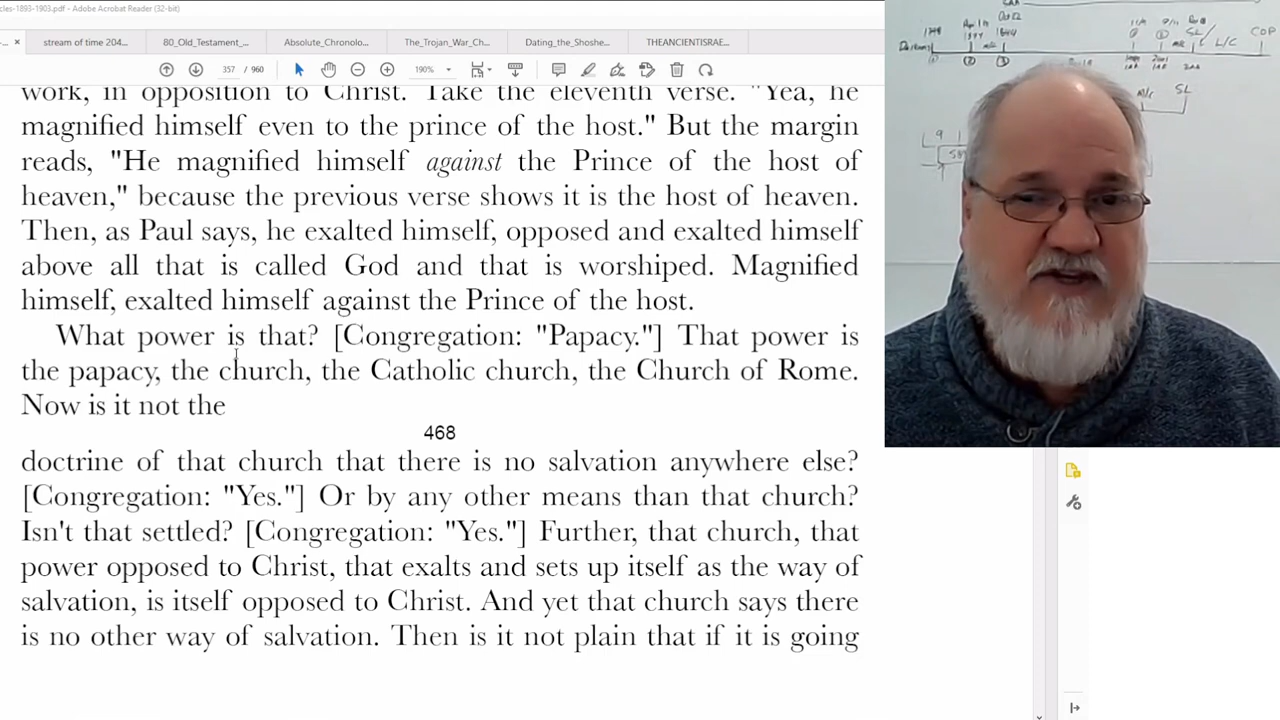 cles-1893-1903.pdf - Adobe Acrobat Reader (32-bit)
stream of time 204... 80_Old_Testament_... Absolute_Chronolo... The_Trojan_War_Ch... Dating_the_Shoshe... THEANCIENTISRAE...
357 / 960 190%
work, in opposition to Christ. Take the eleventh verse. "Yea, he
magnified himself even to the prince of the host." But the margin
reads, "He magnified himself against the Prince of the host of
heaven," because the previous verse shows it is the host of heaven.
Then, as Paul says, he exalted himself, opposed and exalted himself
above all that is called God and that is worshiped. Magnified
himself, exalted himself against the Prince of the host.
What power is that? [Congregation: "Papacy."] That power is
the papacy, the church, the Catholic church, the Church of Rome.
Now is it not the
468
doctrine of that church that there is no salvation anywhere else?
[Congregation: "Yes."] Or by any other means than that church?
Isn't that settled? [Congregation: "Yes."] Further, that church, that
power opposed to Christ, that exalts and sets up itself as the way of
salvation, is itself opposed to Christ. And yet that church says there
is no other way of salvation. Then is it not plain that if it is going
L/C
COP
SL